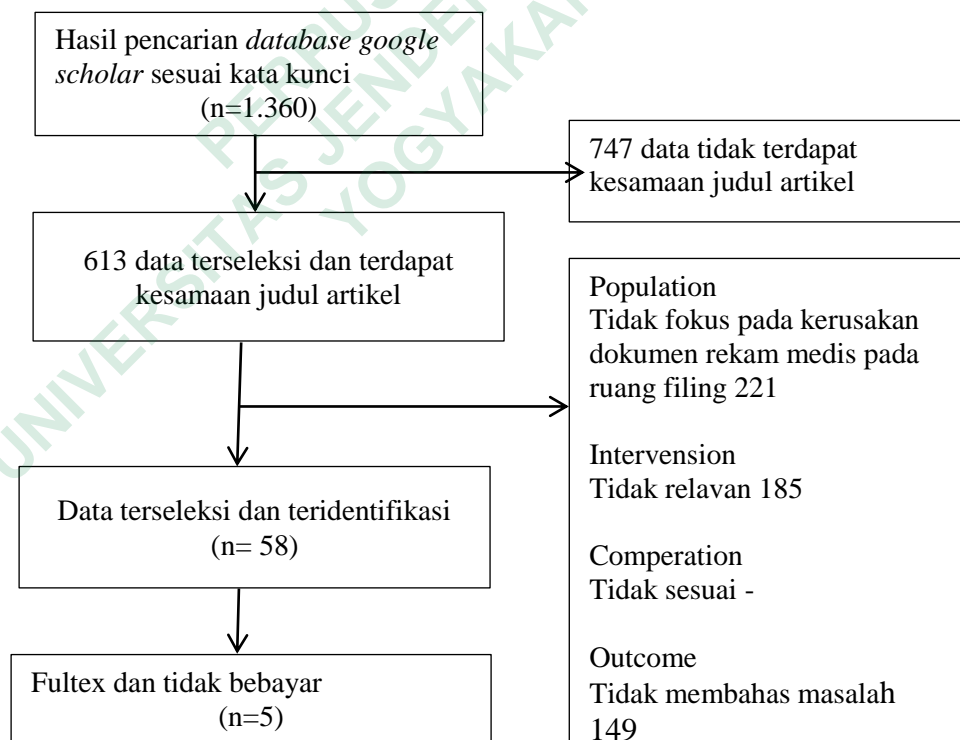 Hasil pencarian database google
scholar sesuai kata kunci
(n=1.360)
747 data tidak terdapat
kesamaan judul artikel
613 data terseleksi dan terdapat
kesamaan judul artikel
Population
Tidak fokus pada kerusakan
dokumen rekam medis pada
ruang filing 221
Intervension
Tidak relavan 185
Comperation
Tidak sesuai -
Outcome
Tidak membahas masalah
149
Data terseleksi dan teridentifikasi
(n= 58)
Fultex dan tidak bebayar
(n=5)
UNIVERSITAS